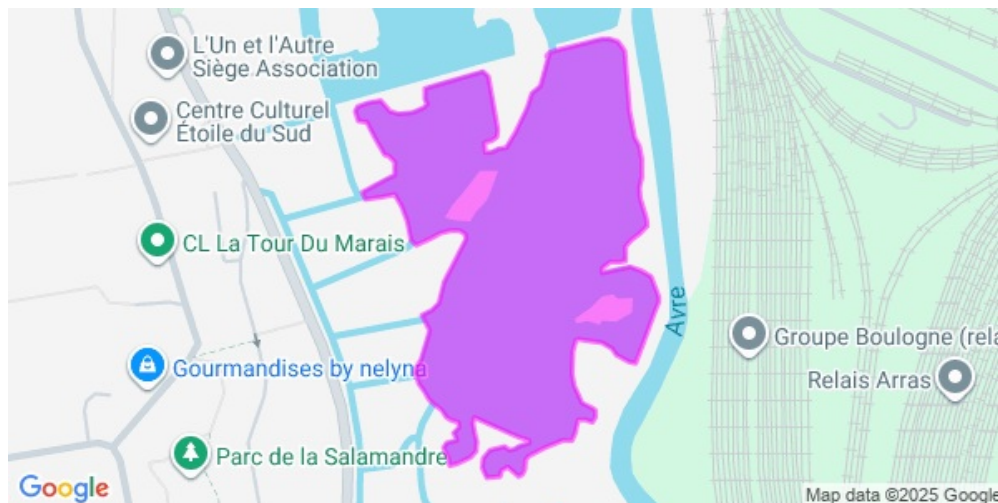 L'Un et l'Autre
Siège Association
Centre Culturel
Étoile du Sud
CL La Tour Du Marais
Avre
Gourmandises by nelyna
Groupe Boulogne (rela
Relais Arras
Parc de la Salamandre
Google
Map data ©2025 Google